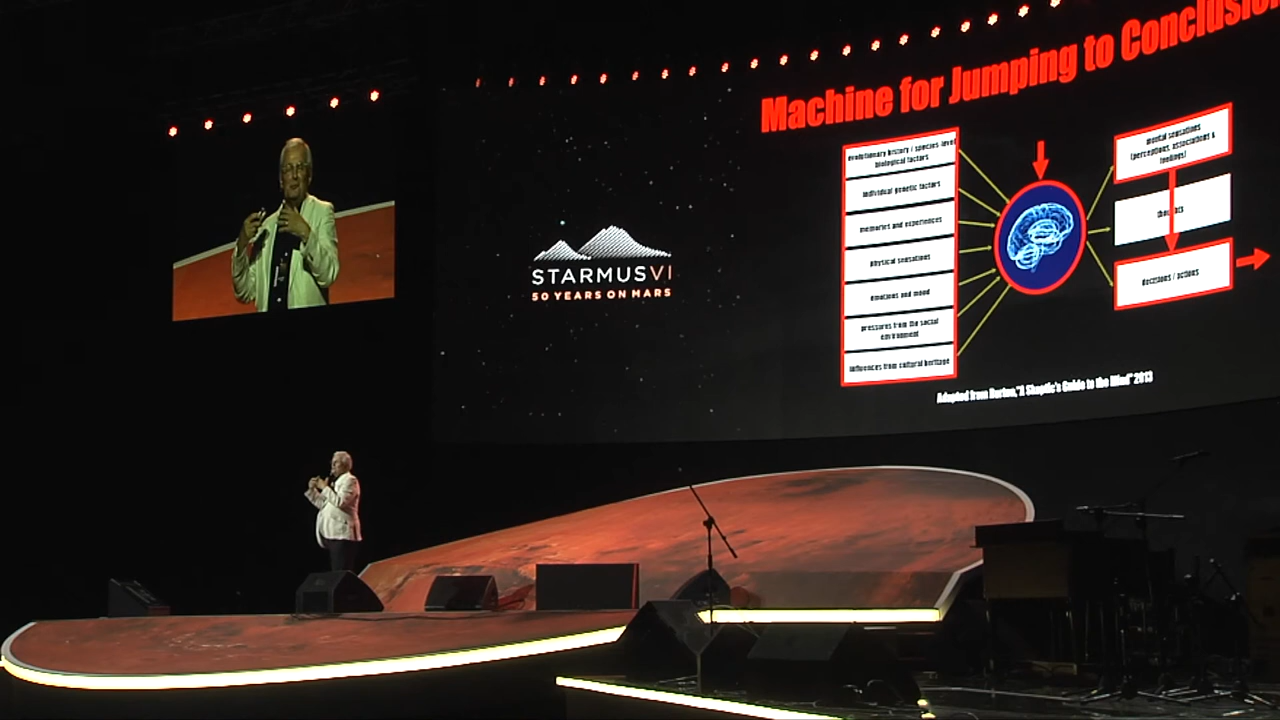 Machine for Jumping to Conclusion
evolutionary history / species level
biological factors
individual genetic factors
memories and experiences
physical sensations
emotions and mood
pressures from the social
environment
influences from cultural heritage
mental sensations
(perceptions, associations &
feelings)
thoughts
decisions / actions
STARMUS VI
50 YEARS ON MARS
Adapted from Burton, "A Skeptic's Guide to the Mind" 2013